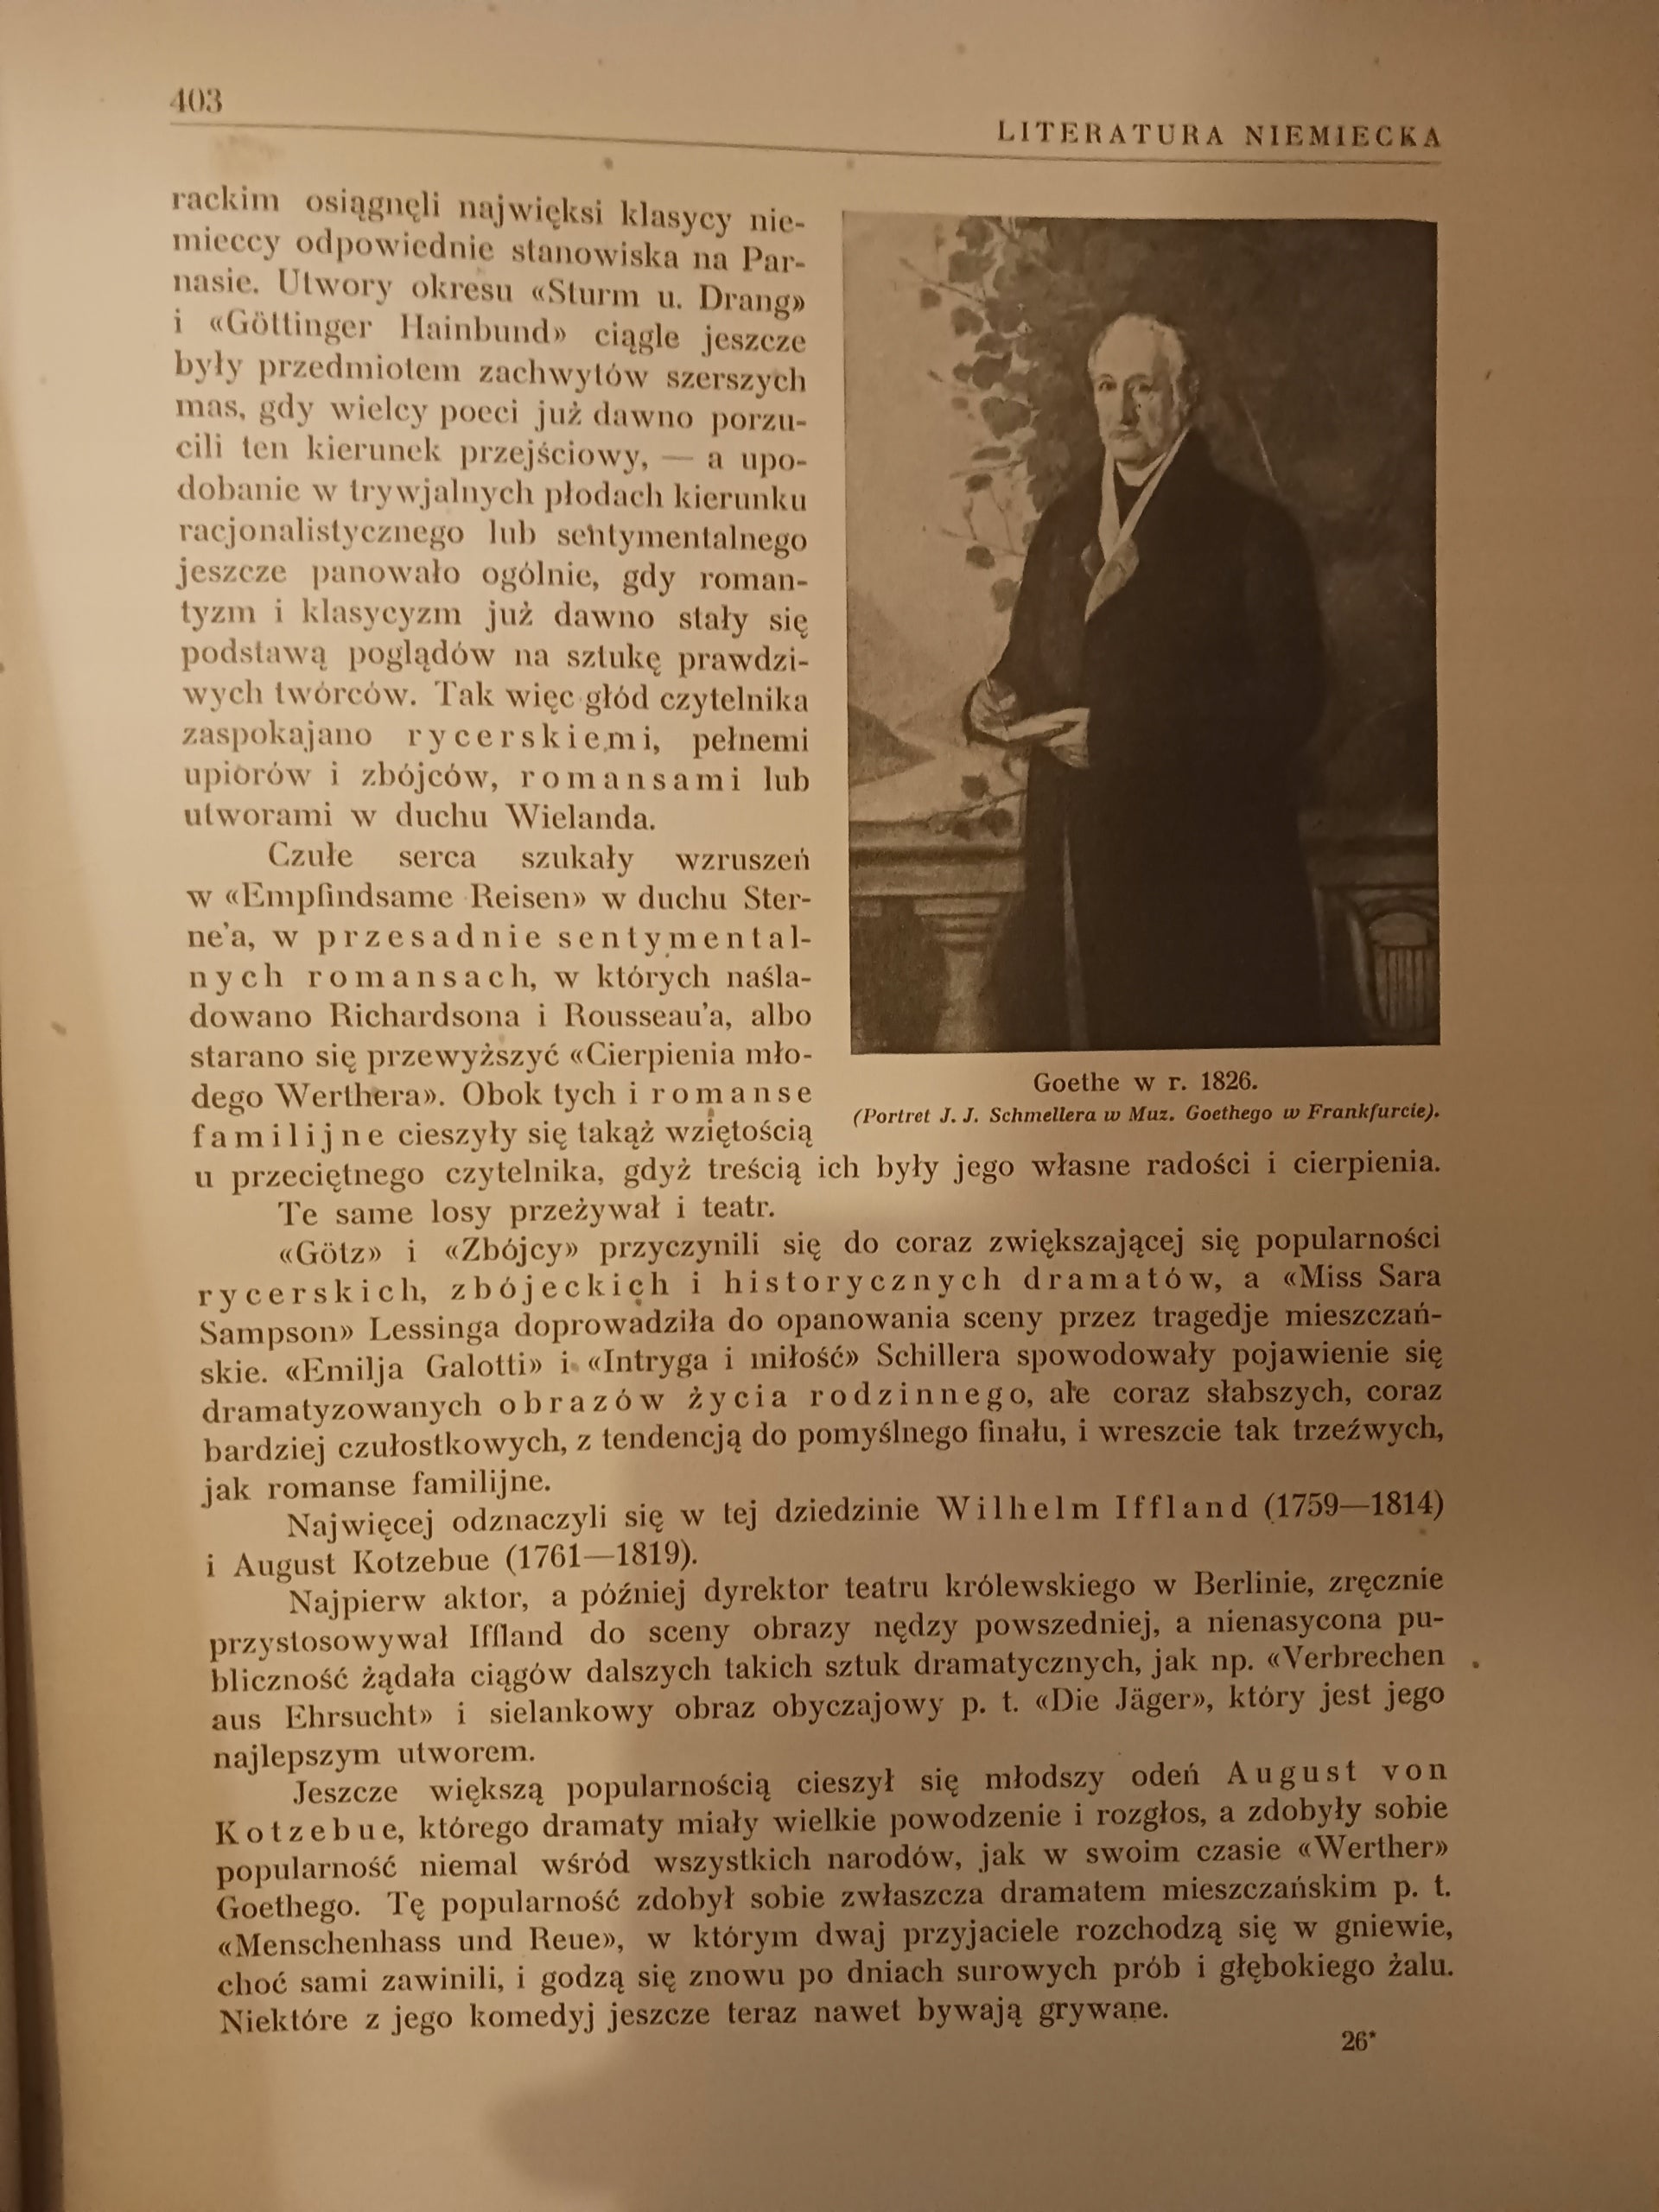 403
LITERATURA NIEMIECKA
rackim osiągnęli najwięksi klasycy nie-
mieccy odpowiednie stanowiska na Par-
nasie. Utwory okresu «Sturm u. Drang»
i «Göttinger Hainbund» ciągle jeszcze
były przedmiotem zachwytów szerszych
mas, gdy wielcy poeci już dawno porzu-
cili ten kierunek przejściowy, — a upo-
dobanie w trywjalnych płodach kierunku
racjonalistycznego lub sentymentalnego
jeszcze panowało ogólnie, gdy roman-
tyzm i klasycyzm już dawno stały się
podstawą poglądów na sztukę prawdzi-
wych twórców. Tak więc głód czytelnika
zaspokajano rycerskiemi, pełnemi
upiorów i zbójców, romansami lub
utworami w duchu Wielanda.
Czułe serca szukały wzruszeń
w «Empfindsame Reisen» w duchu Ster-
ne'a, w przesadnie sentymental-
nych romansach, w których naśla-
dowano Richardsona i Rousseau'a, albo
starano się przewyższyć «Cierpienia mło-
dego Werthera». Obok tych i romanse
familijne cieszyły się takąż wziętością
u przeciętnego czytelnika, gdyż treścią ich były jego własne radości i cierpienia.
Goethe w r. 1826.
(Portret J. J. Schmellera w Muz. Goethego w Frankfurcie).
Te same losy przeżywał i teatr.
«Götz» i «Zbójcy» przyczynili się do coraz zwiększającej się popularności
rycerskich, zbójeckich i historycznych dramatów, a «Miss Sara
Sampson» Lessinga doprowadziła do opanowania sceny przez tragedje mieszczań-
skie. «Emilja Galotti» i «Intryga i miłość» Schillera spowodowały pojawienie się
dramatyzowanych obrazów życia rodzinnego, ale coraz słabszych, coraz
bardziej czułostkowych, z tendencją do pomyślnego finału, i wreszcie tak trzeźwych,
jak romanse familijne.
Najwięcej odznaczyli się w tej dziedzinie Wilhelm Iffland (1759—1814)
i August Kotzebue (1761—1819).
Najpierw aktor, a później dyrektor teatru królewskiego w Berlinie, zręcznie
przystosowywał Iffland do sceny obrazy nędzy powszedniej, a nienasycona pu-
bliczność żądała ciągów dalszych takich sztuk dramatycznych, jak np. «Verbrechen
aus Ehrsucht» i sielankowy obraz obyczajowy p. t. «Die Jäger», który jest jego
najlepszym utworem.
Jeszcze większą popularnością cieszył się młodszy odeń August von
Kotzebue, którego dramaty miały wielkie powodzenie i rozgłos, a zdobyły sobie
popularność niemal wśród wszystkich narodów, jak w swoim czasie «Werther»
Goethego. Tę popularność zdobył sobie zwłaszcza dramatem mieszczańskim p. t.
«Menschenhass und Reue», w którym dwaj przyjaciele rozchodzą się w gniewie,
choć sami zawinili, i godzą się znowu po dniach surowych prób i głębokiego żalu.
Niektóre z jego komedyj jeszcze teraz nawet bywają grywane.
26*